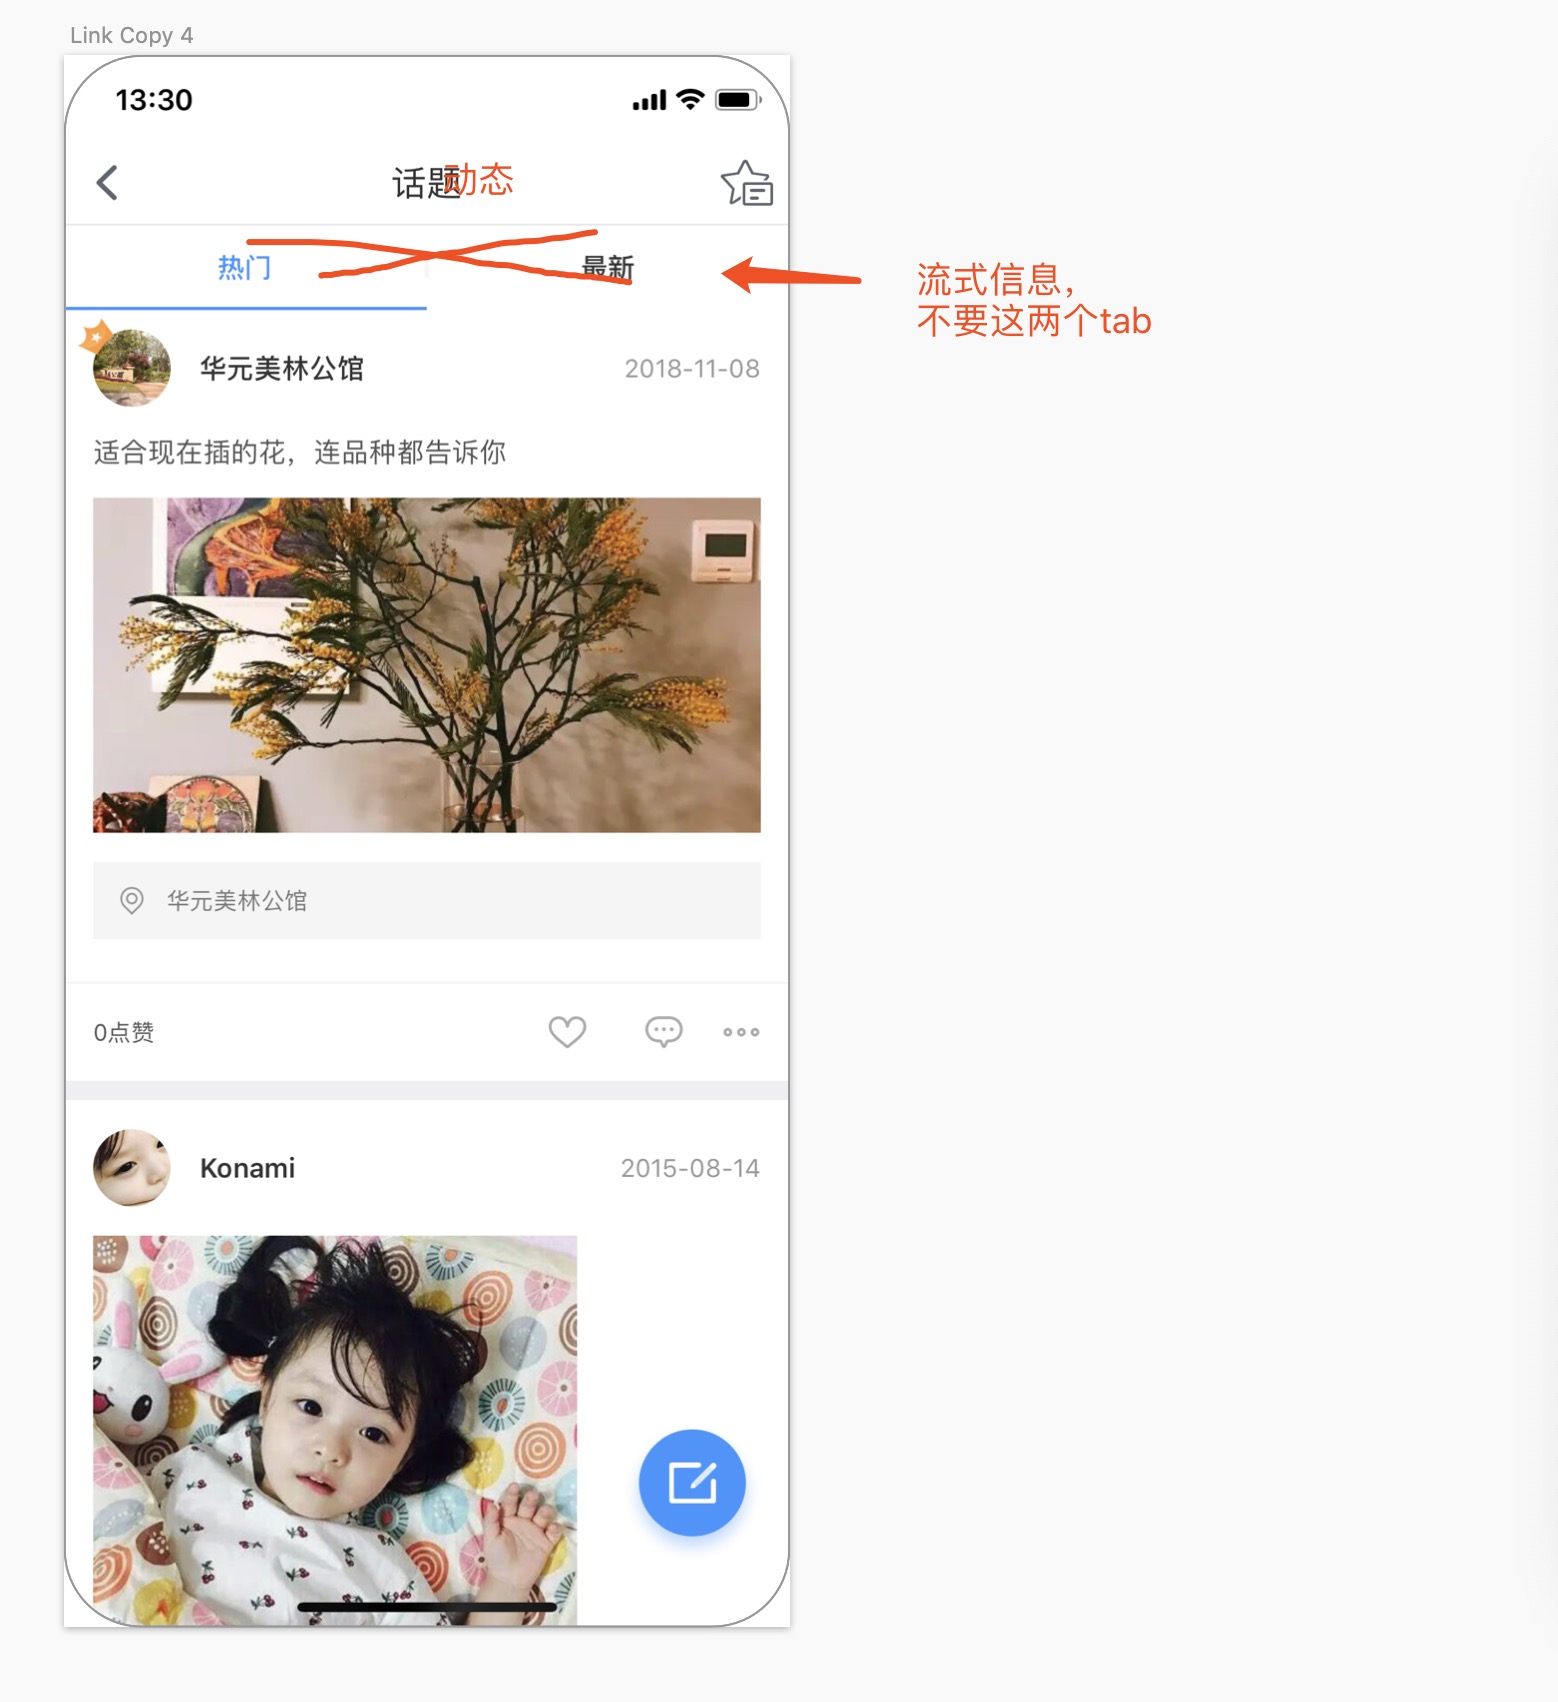 Link Copy 4
13:30
话题动态
热门
最新
流式信息，
不要这两个tab
华元美林公馆
2018-11-08
适合现在插的花，连品种都告诉你
华元美林公馆
0点赞
Konami
2015-08-14